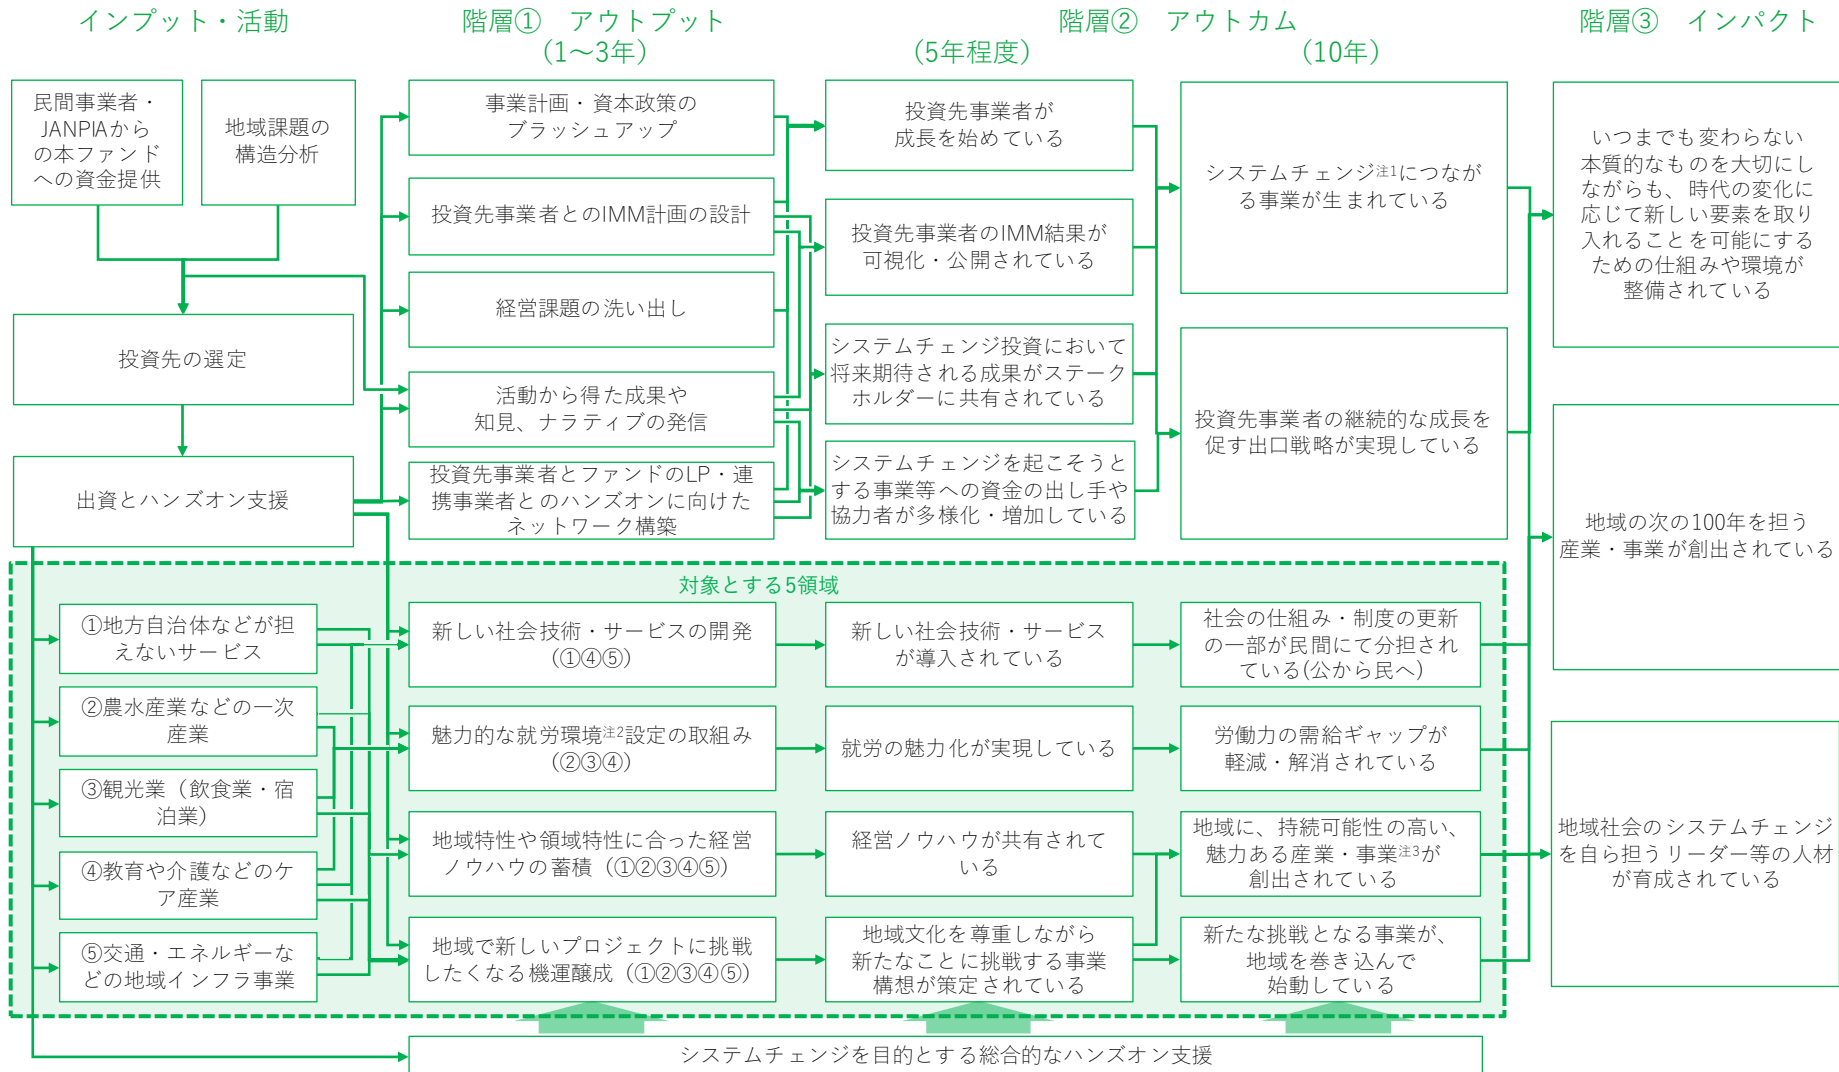 インプット・活動
階層①　アウトプット
(1〜3年)
階層②　アウトカム
(5年程度)
(10年)
階層③　インパクト
民間事業者・
JANPIAから
の本ファンド
への資金提供
地域課題の
構造分析
投資先の選定
出資とハンズオン支援
事業計画・資本政策の
ブラッシュアップ
投資先事業者とのIMM計画の設計
経営課題の洗い出し
活動から得た成果や
知見、ナラティブの発信
投資先事業者とファンドのLP・連
携事業者とのハンズオンに向けた
ネットワーク構築
投資先事業者が
成長を始めている
投資先事業者のIMM結果が
可視化・公開されている
システムチェンジ投資において
将来期待される成果がステーク
ホルダーに共有されている
システムチェンジを起こそうと
する事業等への資金の出し手や
協力者が多様化・増加している
システムチェンジ注1につなが
る事業が生まれている
投資先事業者の継続的な成長を
促す出口戦略が実現している
いつまでも変わらない
本質的なものを大切にし
ながらも、時代の変化に
応じて新しい要素を取り
入れることを可能にする
ための仕組みや環境が
整備されている
地域の次の100年を担う
産業・事業が創出されている
地域社会のシステムチェンジ
を自ら担うリーダー等の人材
が育成されている
対象とする5領域
①地方自治体などが担
えないサービス
②農水産業などの一次
産業
③観光業（飲食業・宿
泊業）
④教育や介護などのケ
ア産業
⑤交通・エネルギーな
どの地域インフラ事業
新しい社会技術・サービスの開発
(①④⑤)
魅力的な就労環境注2設定の取組み
(②③④)
地域特性や領域特性に合った経営
ノウハウの蓄積（①②③④⑤）
地域で新しいプロジェクトに挑戦
したくなる機運醸成（①②③④⑤）
新しい社会技術・サービス
が導入されている
就労の魅力化が実現している
経営ノウハウが共有されて
いる
地域文化を尊重しながら
新たなことに挑戦する事業
構想が策定されている
社会の仕組み・制度の更新
の一部が民間にて分担され
ている(公から民へ)
労働力の需給ギャップが
軽減・解消されている
地域に、持続可能性の高い、
魅力ある産業・事業注3が
創出されている
新たな挑戦となる事業が、
地域を巻き込んで
始動している
システムチェンジを目的とする総合的なハンズオン支援